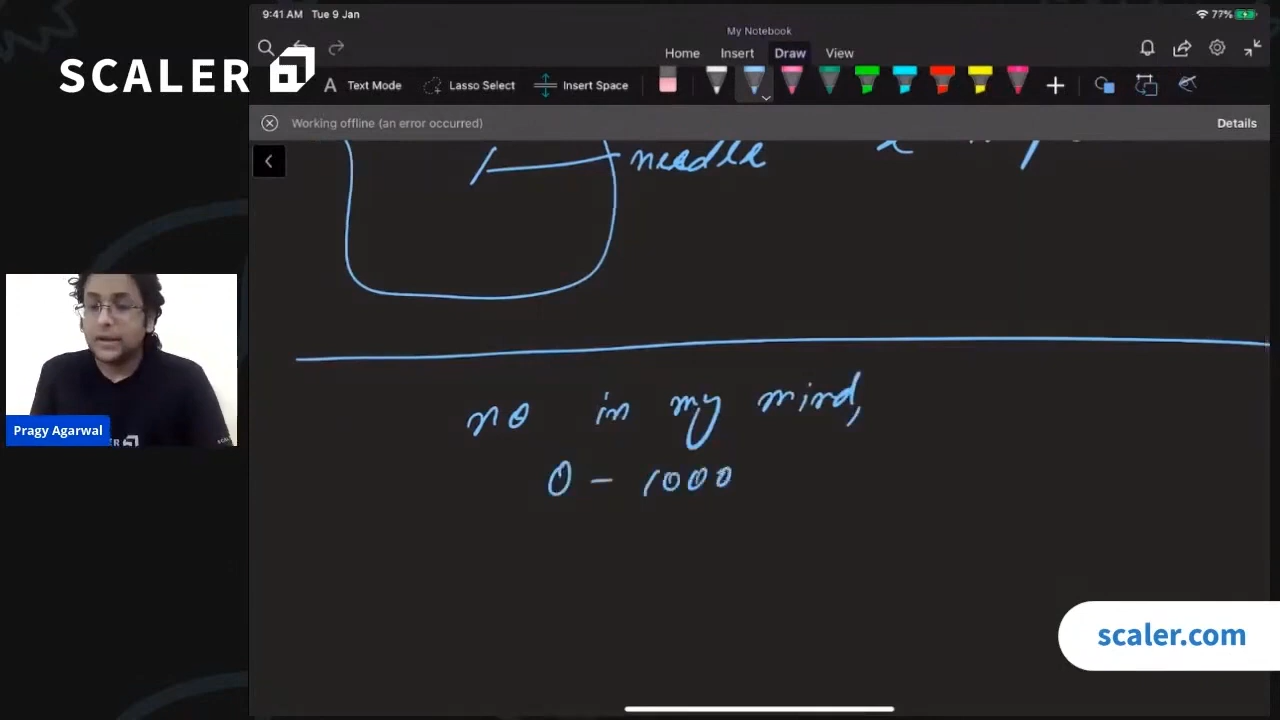 9:41 AM Tue 9 Jan
77%
My Notebook
SCALER
Home Insert Draw View
Text Mode Lasso Select Insert Space
Working offline (an error occurred) Details
needle
no in my mind,
0 - 1000
Pragy Agarwal
scaler.com